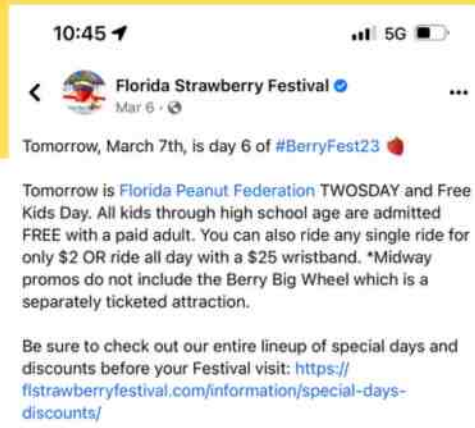 10:45
5G
Florida Strawberry Festival
Mar 6 ·
Tomorrow, March 7th, is day 6 of #BerryFest23 🍓
Tomorrow is Florida Peanut Federation TWOSDAY and Free
Kids Day. All kids through high school age are admitted
FREE with a paid adult. You can also ride any single ride for
only $2 OR ride all day with a $25 wristband. *Midway
promos do not include the Berry Big Wheel which is a
separately ticketed attraction.
Be sure to check out our entire lineup of special days and
discounts before your Festival visit: https://
flstrawberryfestival.com/information/special-days-
discounts/